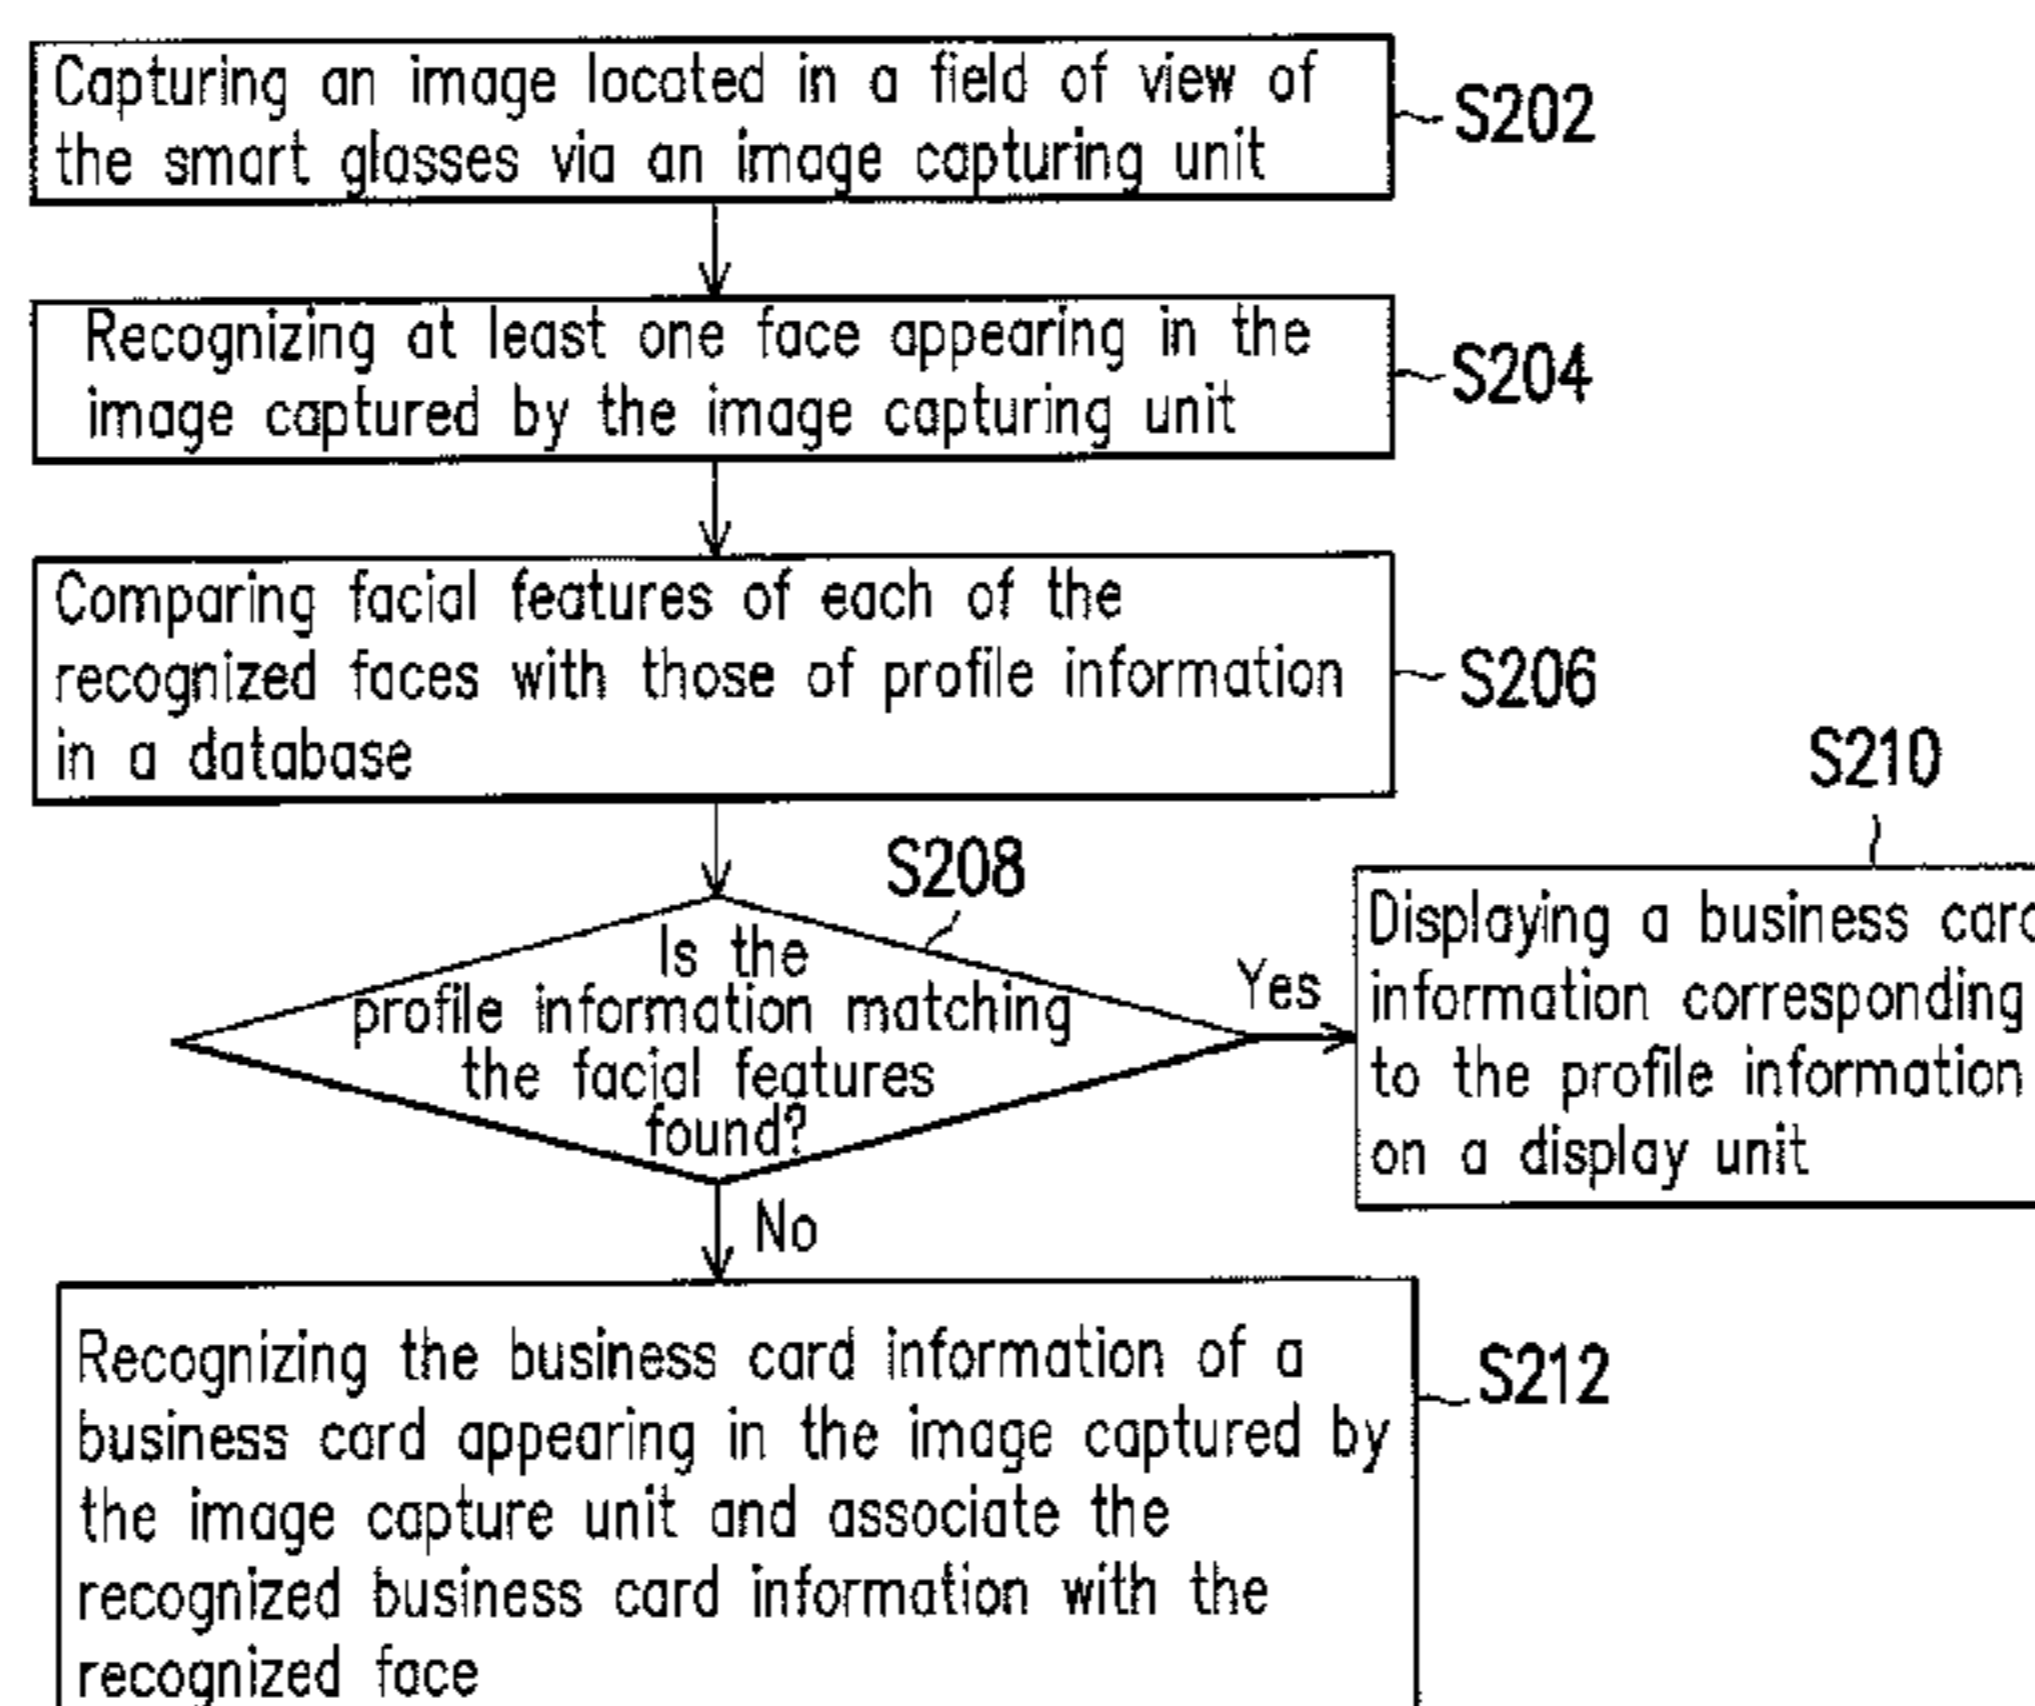 Capturing an image located in a field of view of
the smart glasses via an image capturing unit
S202
Recognizing at least one face appearing in the
image captured by the image capturing unit
S204
Comparing facial features of each of the
recognized faces with those of profile information
in a database
S206
S208
Is the
profile information matching
the facial features
found?
Yes
S210
Displaying a business card
information corresponding
to the profile information
on a display unit
No
Recognizing the business card information of a
business card appearing in the image captured by
the image capture unit and associate the
recognized business card information with the
recognized face
S212